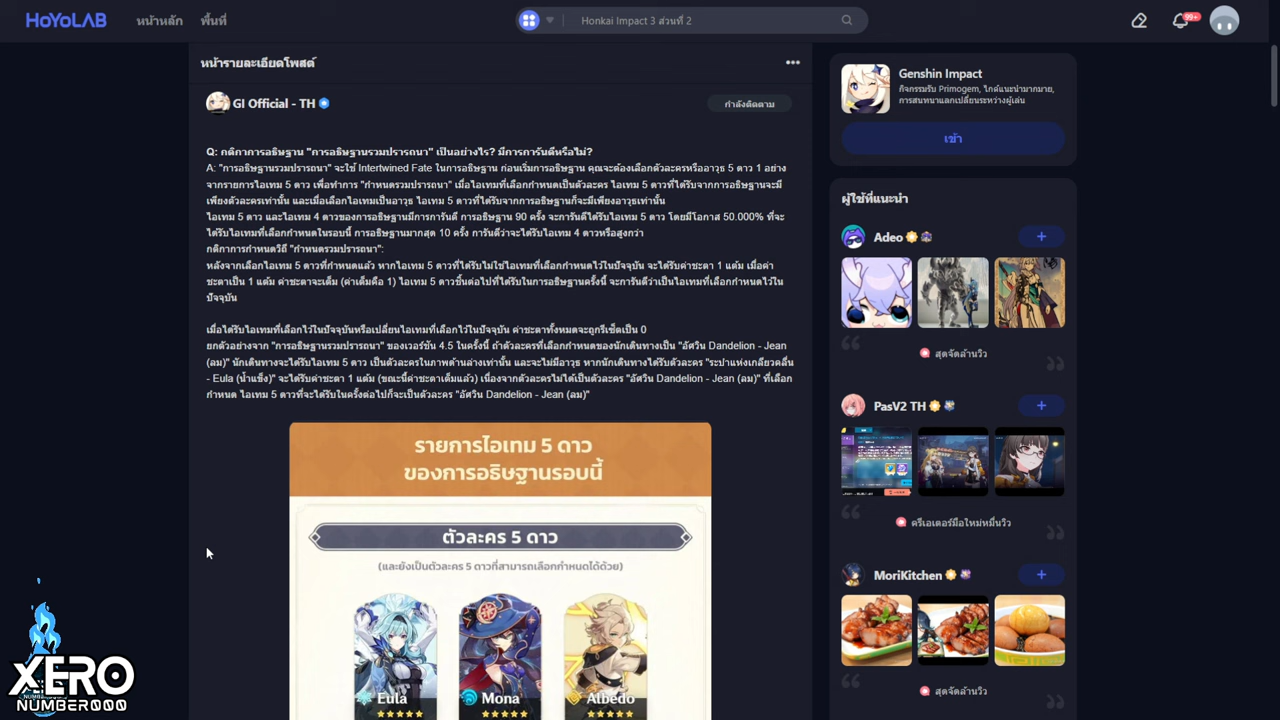 HoYoLAB
หน้าหลัก
พื้นที่
Honkai Impact 3 ส่วนที่ 2
99+
หน้ารายละเอียดโพสต์
GI Official - TH
กำลังติดตาม
Q: กติกาการอธิษฐาน "การอธิษฐานรวมปรารถนา" เป็นอย่างไร? มีการการันตีหรือไม่?
A: "การอธิษฐานรวมปรารถนา" จะใช้ Intertwined Fate ในการอธิษฐาน ก่อนเริ่มการอธิษฐาน คุณจะต้องเลือกตัวละครหรืออาวุธ 5 ดาว 1 อย่าง
จากรายการไอเทม 5 ดาว เพื่อทำการ "กำหนดรวมปรารถนา" เมื่อไอเทมที่เลือกกำหนดเป็นตัวละคร ไอเทม 5 ดาวที่ได้รับจากการอธิษฐานจะมี
เพียงตัวละครเท่านั้น และเมื่อเลือกไอเทมเป็นอาวุธ ไอเทม 5 ดาวที่ได้รับจากการอธิษฐานก็จะมีเพียงอาวุธเท่านั้น
ไอเทม 5 ดาว และไอเทม 4 ดาวของการอธิษฐานมีการการันตี การอธิษฐาน 90 ครั้ง จะการันตีได้รับไอเทม 5 ดาว โดยมีโอกาส 50.000% ที่จะ
ได้รับไอเทมที่เลือกกำหนดในรอบนี้ การอธิษฐานมากสุด 10 ครั้ง การันตีว่าจะได้รับไอเทม 4 ดาวหรือสูงกว่า
กติกาการกำหนดวิถี "กำหนดรวมปรารถนา":
หลังจากเลือกไอเทม 5 ดาวที่กำหนดแล้ว หากไอเทม 5 ดาวที่ได้รับไม่ใช่ไอเทมที่เลือกกำหนดไว้ในปัจจุบัน จะได้รับค่าชะตา 1 แต้ม เมื่อค่า
ชะตาเป็น 1 แต้ม ค่าชะตาจะเต็ม (ค่าเต็มคือ 1) ไอเทม 5 ดาวชิ้นต่อไปที่ได้รับในการอธิษฐานครั้งนี้ จะการันตีว่าเป็นไอเทมที่เลือกกำหนดไว้ใน
ปัจจุบัน
เมื่อได้รับไอเทมที่เลือกไว้ในปัจจุบันหรือเปลี่ยนไอเทมที่เลือกไว้ในปัจจุบัน ค่าชะตาทั้งหมดจะถูกรีเซ็ตเป็น 0
ยกตัวอย่างจาก "การอธิษฐานรวมปรารถนา" ของเวอร์ชัน 4.5 ในครั้งนี้ ถ้าตัวละครที่เลือกกำหนดของนักเดินทางเป็น "อัศวิน Dandelion - Jean
(ลม)" นักเดินทางจะได้รับไอเทม 5 ดาว เป็นตัวละครในภาพด้านล่างเท่านั้น และจะไม่มีอาวุธ หากนักเดินทางได้รับตัวละคร "ระบำแห่งเกลียวคลื่น
- Eula (น้ำแข็ง)" จะได้รับค่าชะตา 1 แต้ม (ขณะนี้ค่าชะตาเต็มแล้ว) เนื่องจากตัวละครไม่ได้เป็นตัวละคร "อัศวิน Dandelion - Jean (ลม)" ที่เลือก
กำหนด ไอเทม 5 ดาวที่จะได้รับในครั้งต่อไปก็จะเป็นตัวละคร "อัศวิน Dandelion - Jean (ลม)"
รายการไอเทม 5 ดาว
ของการอธิษฐานรอบนี้
ตัวละคร 5 ดาว
(และยังเป็นตัวละคร 5 ดาวที่สามารถเลือกกำหนดได้ด้วย)
Eula
Mona
Albedo
Genshin Impact
กิจกรรมรับ Primogem, ไกด์แนะนำมากมาย,
การสนทนาแลกเปลี่ยนระหว่างผู้เล่น
เข้า
ผู้ใช้ที่แนะนำ
Adeo
สุดจัดล้านวิว
PasV2 TH
ครีเอเตอร์มือใหม่หมื่นวิว
MoriKitchen
สุดจัดล้านวิว
XERO
NUMBER000